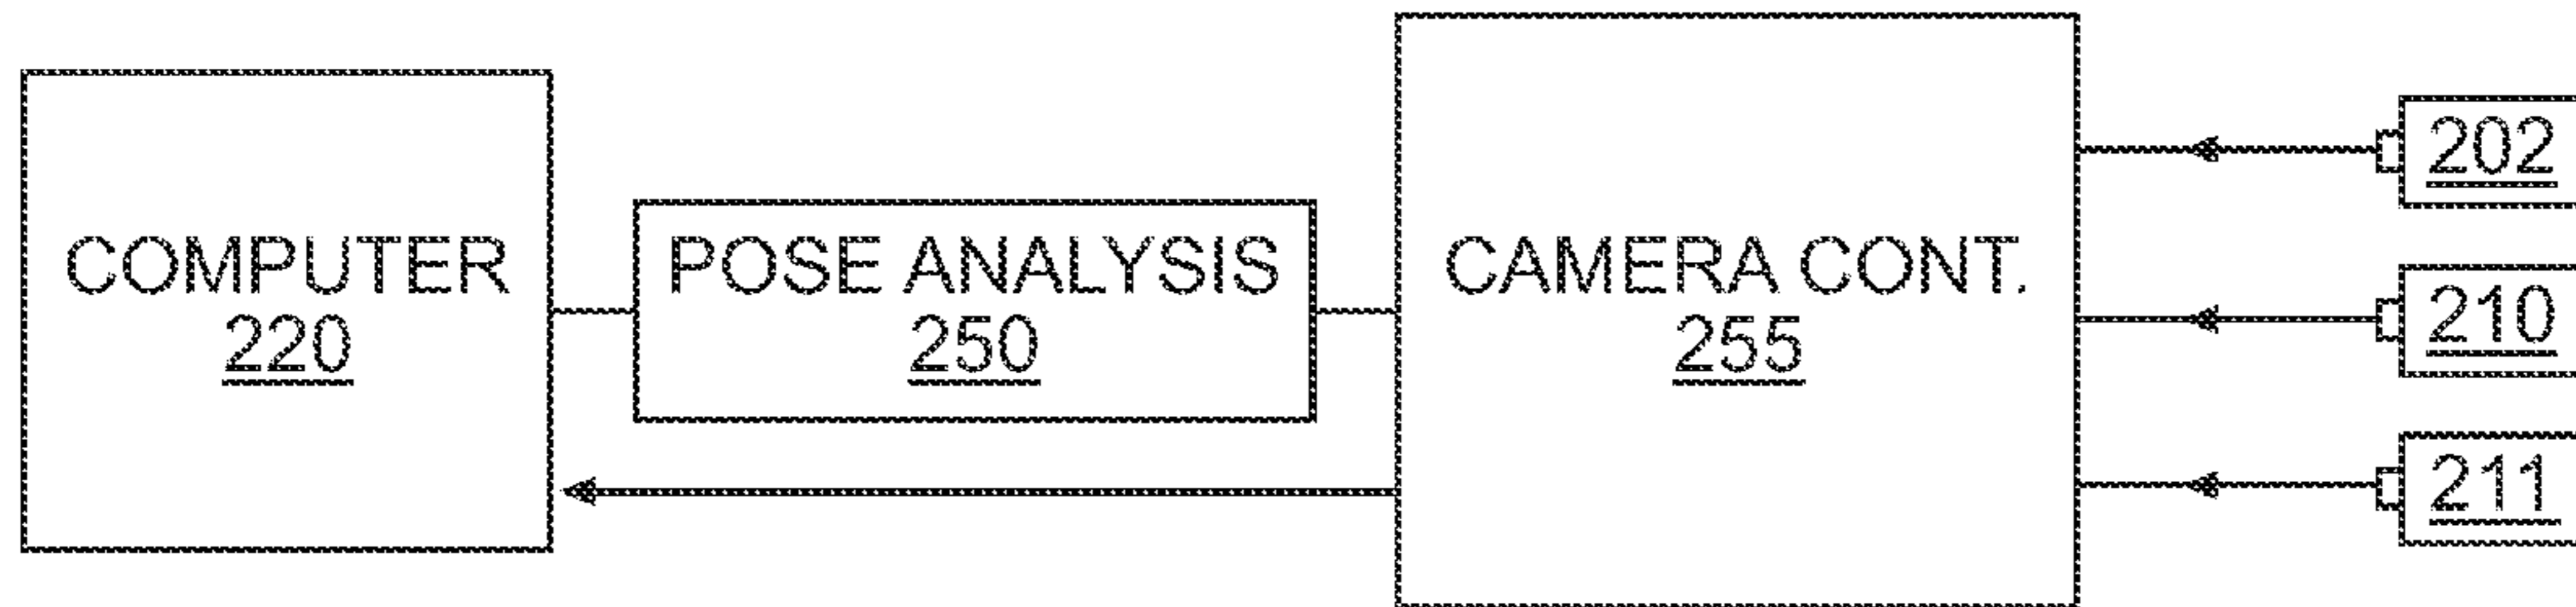 COMPUTER
220
POSE ANALYSIS
250
CAMERA CONT.
255
202
210
211